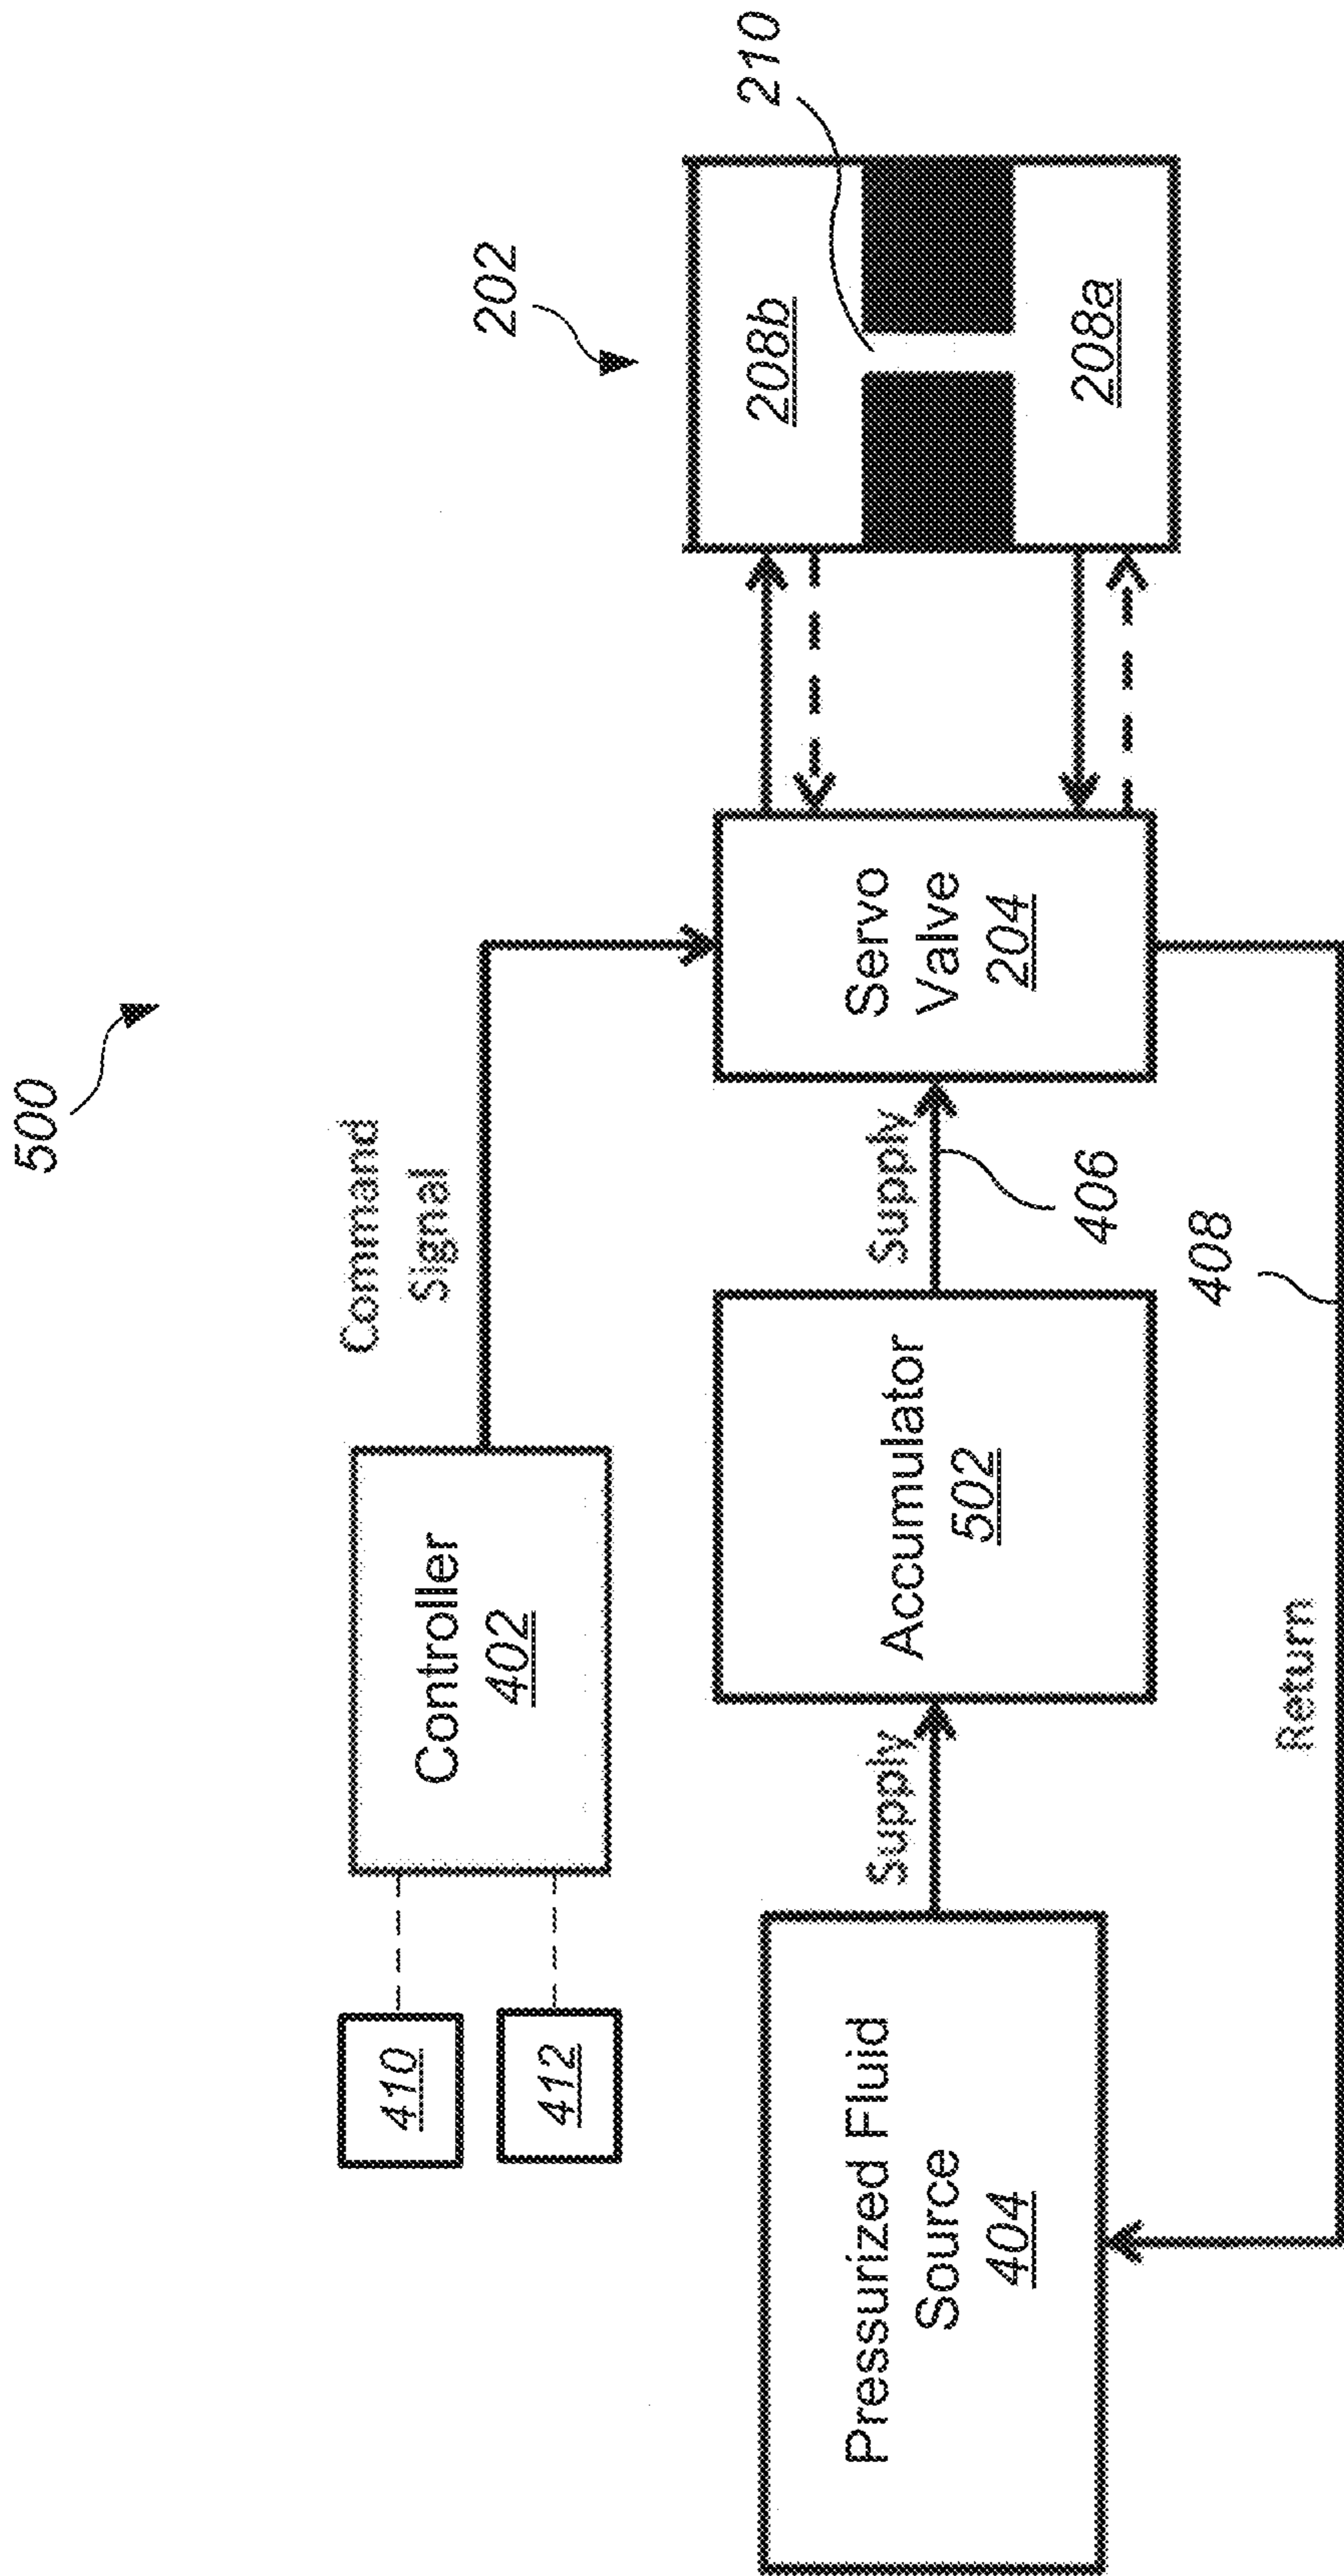 500
Command
Signal
202
210
410
412
Controller
402
208b
208a
Pressurized Fluid
Source
404
Supply
Accumulator
502
Supply
406
Servo
Valve
204
Return
408